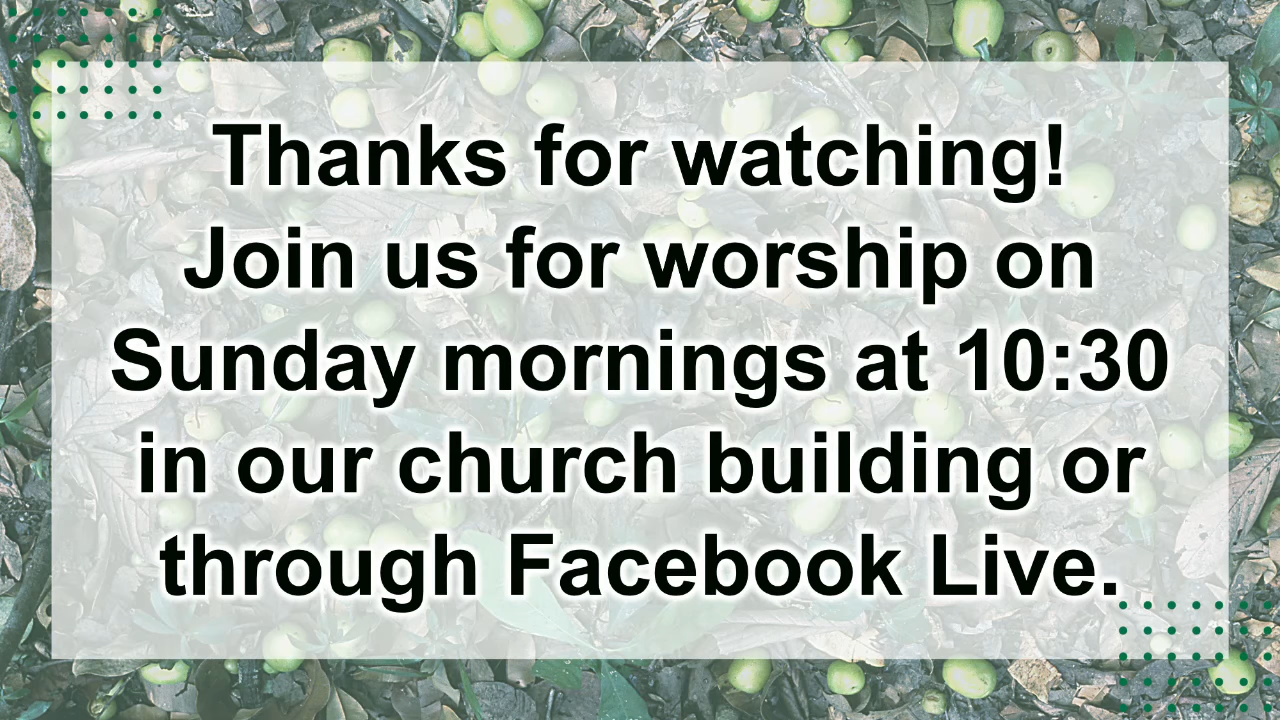 Thanks for watching!
Join us for worship on
Sunday mornings at 10:30
in our church building or
through Facebook Live.